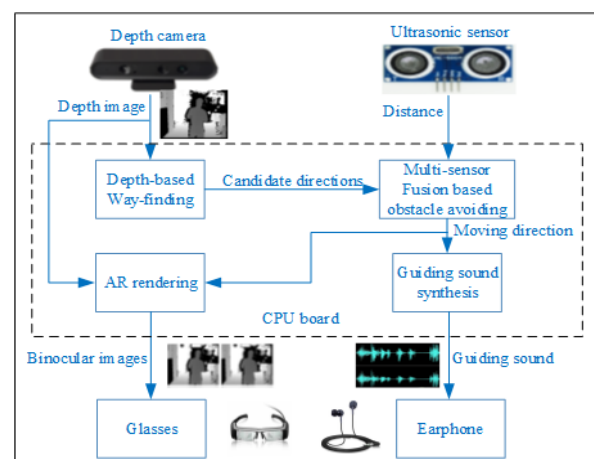 Depth camera
Ultrasonic sensor
Depth image
Distance
Depth-based
Way-finding
Candidate directions
Multi-sensor
Fusion based
obstacle avoiding
Moving direction
AR rendering
Guiding sound
synthesis
CPU board
Binocular images
Guiding sound
Glasses
Earphone